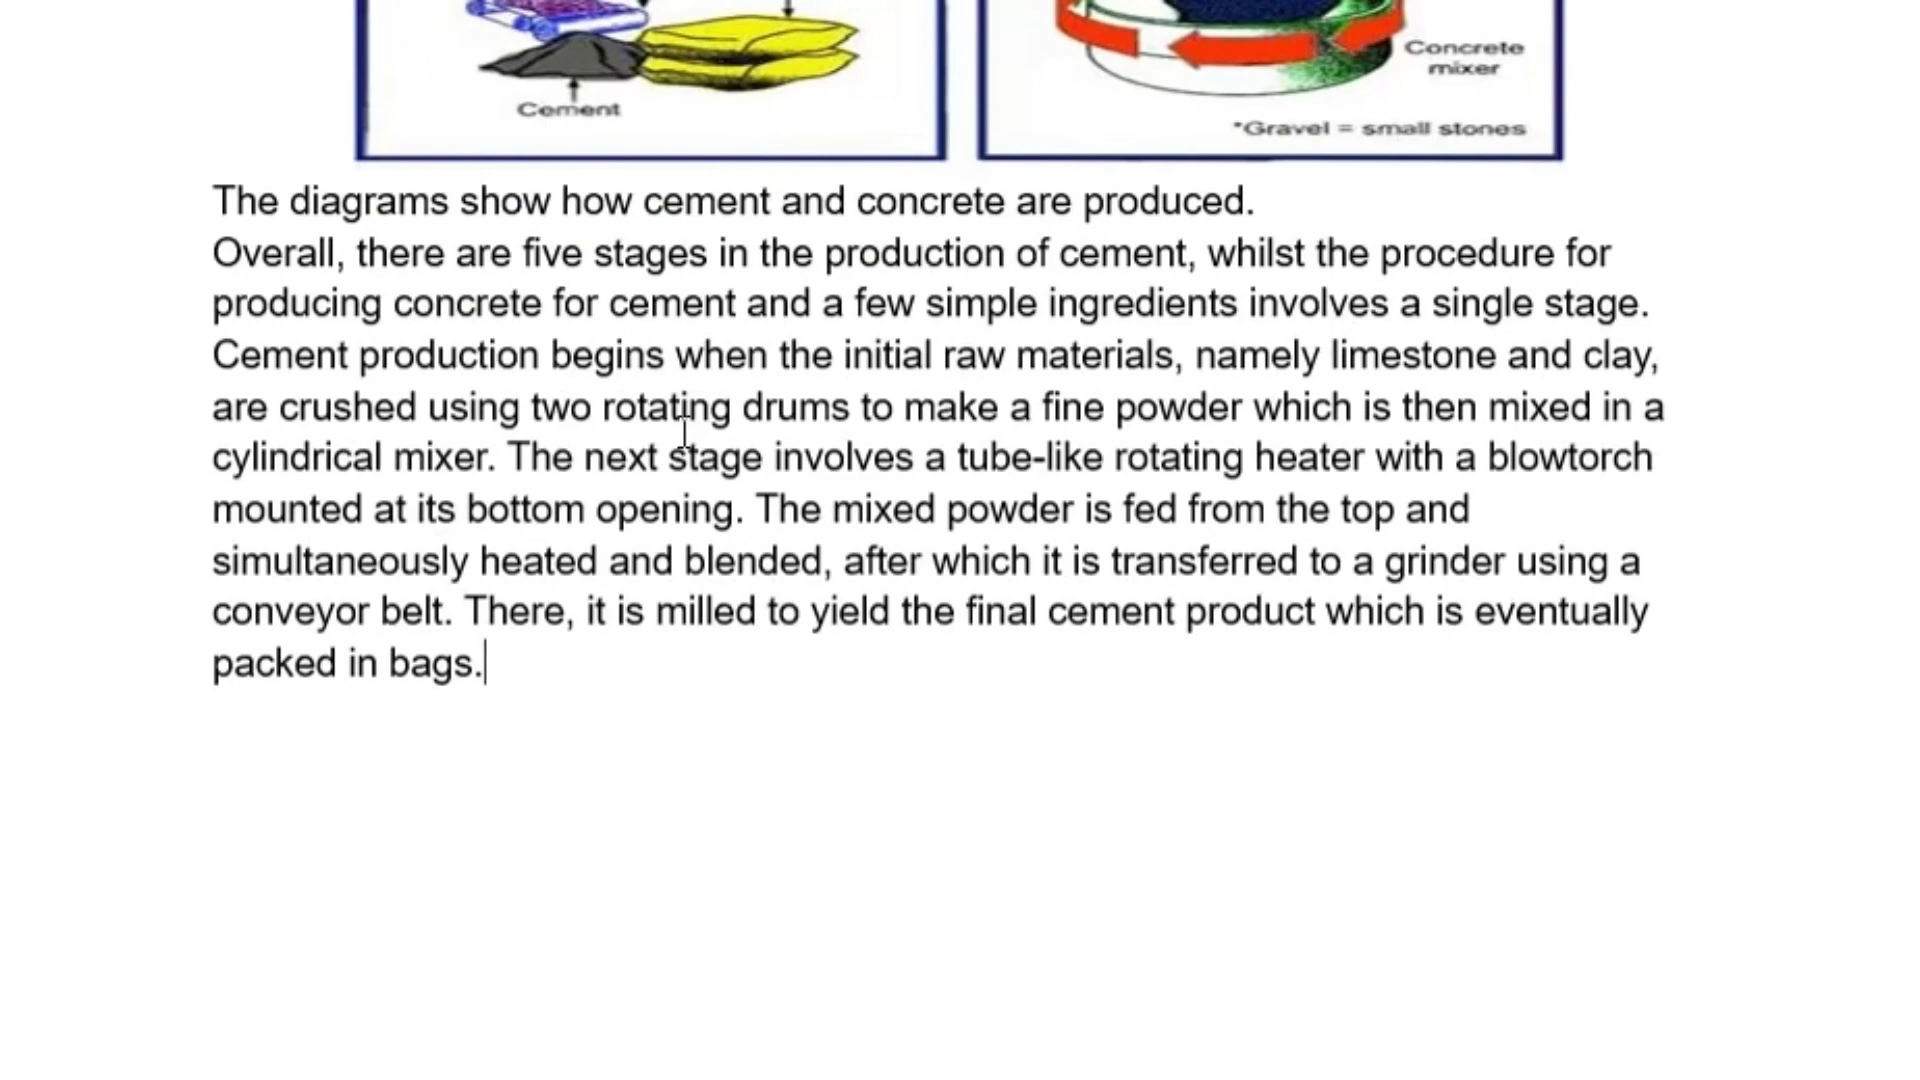 Concrete
mixer
Cement
*Gravel = small stones
The diagrams show how cement and concrete are produced.
Overall, there are five stages in the production of cement, whilst the procedure for
producing concrete for cement and a few simple ingredients involves a single stage.
Cement production begins when the initial raw materials, namely limestone and clay,
are crushed using two rotating drums to make a fine powder which is then mixed in a
cylindrical mixer. The next stage involves a tube-like rotating heater with a blowtorch
mounted at its bottom opening. The mixed powder is fed from the top and
simultaneously heated and blended, after which it is transferred to a grinder using a
conveyor belt. There, it is milled to yield the final cement product which is eventually
packed in bags.